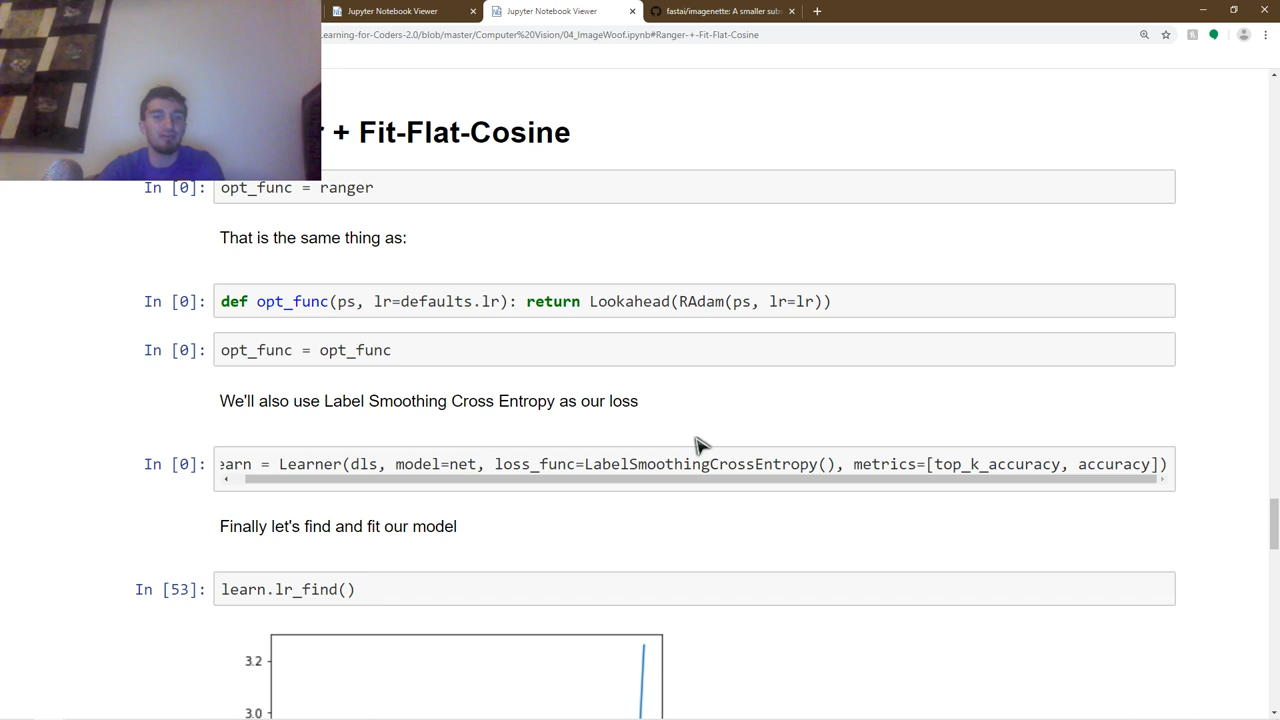 Jupyter Notebook Viewer
Jupyter Notebook Viewer
fastai/imagenette: A smaller sub
earning-for-Coders-2.0/blob/master/Computer%20Vision/04_ImageWoof.ipynb#Ranger-+-Fit-Flat-Cosine
+ Fit-Flat-Cosine
In [0]: opt_func = ranger
That is the same thing as:
In [0]: def opt_func(ps, lr=defaults.lr): return Lookahead(RAdam(ps, lr=lr))
In [0]: opt_func = opt_func
We'll also use Label Smoothing Cross Entropy as our loss
In [0]: earn = Learner(dls, model=net, loss_func=LabelSmoothingCrossEntropy(), metrics=[top_k_accuracy, accuracy])
Finally let's find and fit our model
In [53]: learn.lr_find()
3.2
3.0